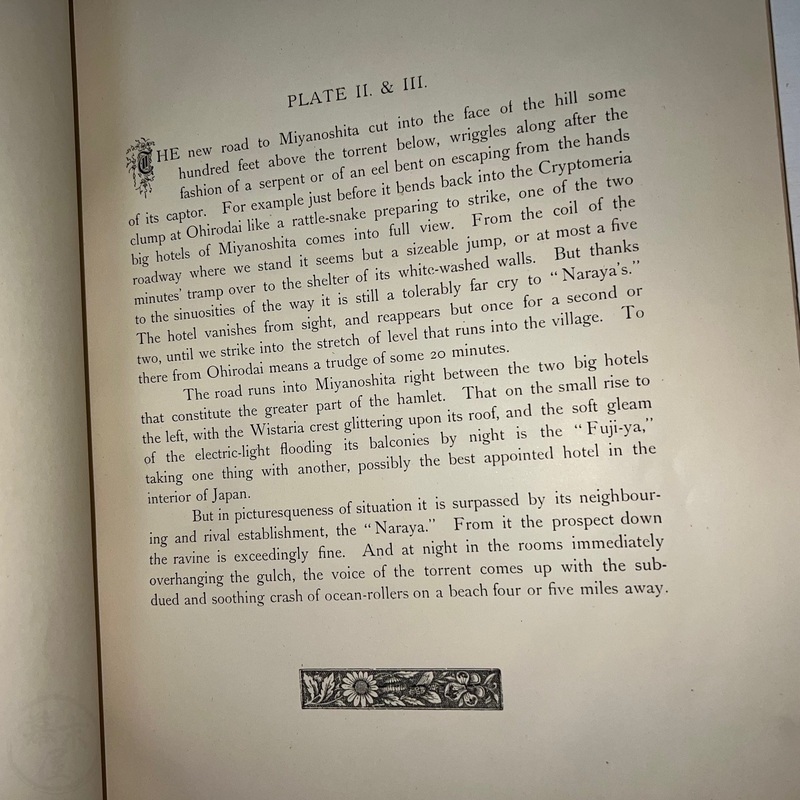 PLATE II. & III.
THE new road to Miyanoshita cut into the face of the hill some
hundred feet above the torrent below, wriggles along after the
fashion of a serpent or of an eel bent on escaping from the hands
of its captor. For example just before it bends back into the Cryptomeria
clump at Ohirodai like a rattle-snake preparing to strike, one of the two
big hotels of Miyanoshita comes into full view. From the coil of the
roadway where we stand it seems but a sizeable jump, or at most a five
minutes' tramp over to the shelter of its white-washed walls. But thanks
to the sinuosities of the way it is still a tolerably far cry to "Naraya's."
The hotel vanishes from sight, and reappears but once for a second or
two, until we strike into the stretch of level that runs into the village. To
there from Ohirodai means a trudge of some 20 minutes.
The road runs into Miyanoshita right between the two big hotels
that constitute the greater part of the hamlet. That on the small rise to
the left, with the Wistaria crest glittering upon its roof, and the soft gleam
of the electric-light flooding its balconies by night is the "Fuji-ya,"
taking one thing with another, possibly the best appointed hotel in the
interior of Japan.
But in picturesqueness of situation it is surpassed by its neighbour-
ing and rival establishment, the "Naraya." From it the prospect down
the ravine is exceedingly fine. And at night in the rooms immediately
overhanging the gulch, the voice of the torrent comes up with the sub-
dued and soothing crash of ocean-rollers on a beach four or five miles away.